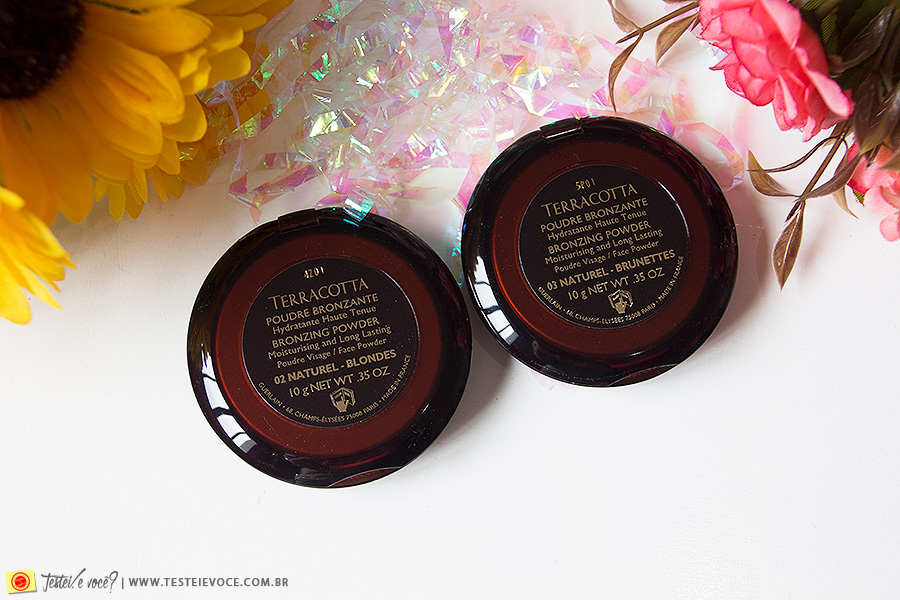 4Z01
TERRACOTTA
POUDRE BRONZANTE
Hydratante Haute Tenue
BRONZING POWDER
Moisturising and Long Lasting
Poudre Visage / Face Powder
02 NATUREL - BLONDES
10 g NET WT .35 OZ
GUERLAIN • 68, CHAMPS-ÉLYSÉES 75008 PARIS • MADE IN FRANCE
5P01
TERRACOTTA
POUDRE BRONZANTE
Hydratante Haute Tenue
BRONZING POWDER
Moisturising and Long Lasting
Poudre Visage / Face Powder
03 NATUREL - BRUNETTES
10 g NET WT .35 OZ
GUERLAIN • 68, CHAMPS-ÉLYSÉES 75008 PARIS • MADE IN FRANCE
Testei! e você? | WWW.TESTEIEVOCE.COM.BR